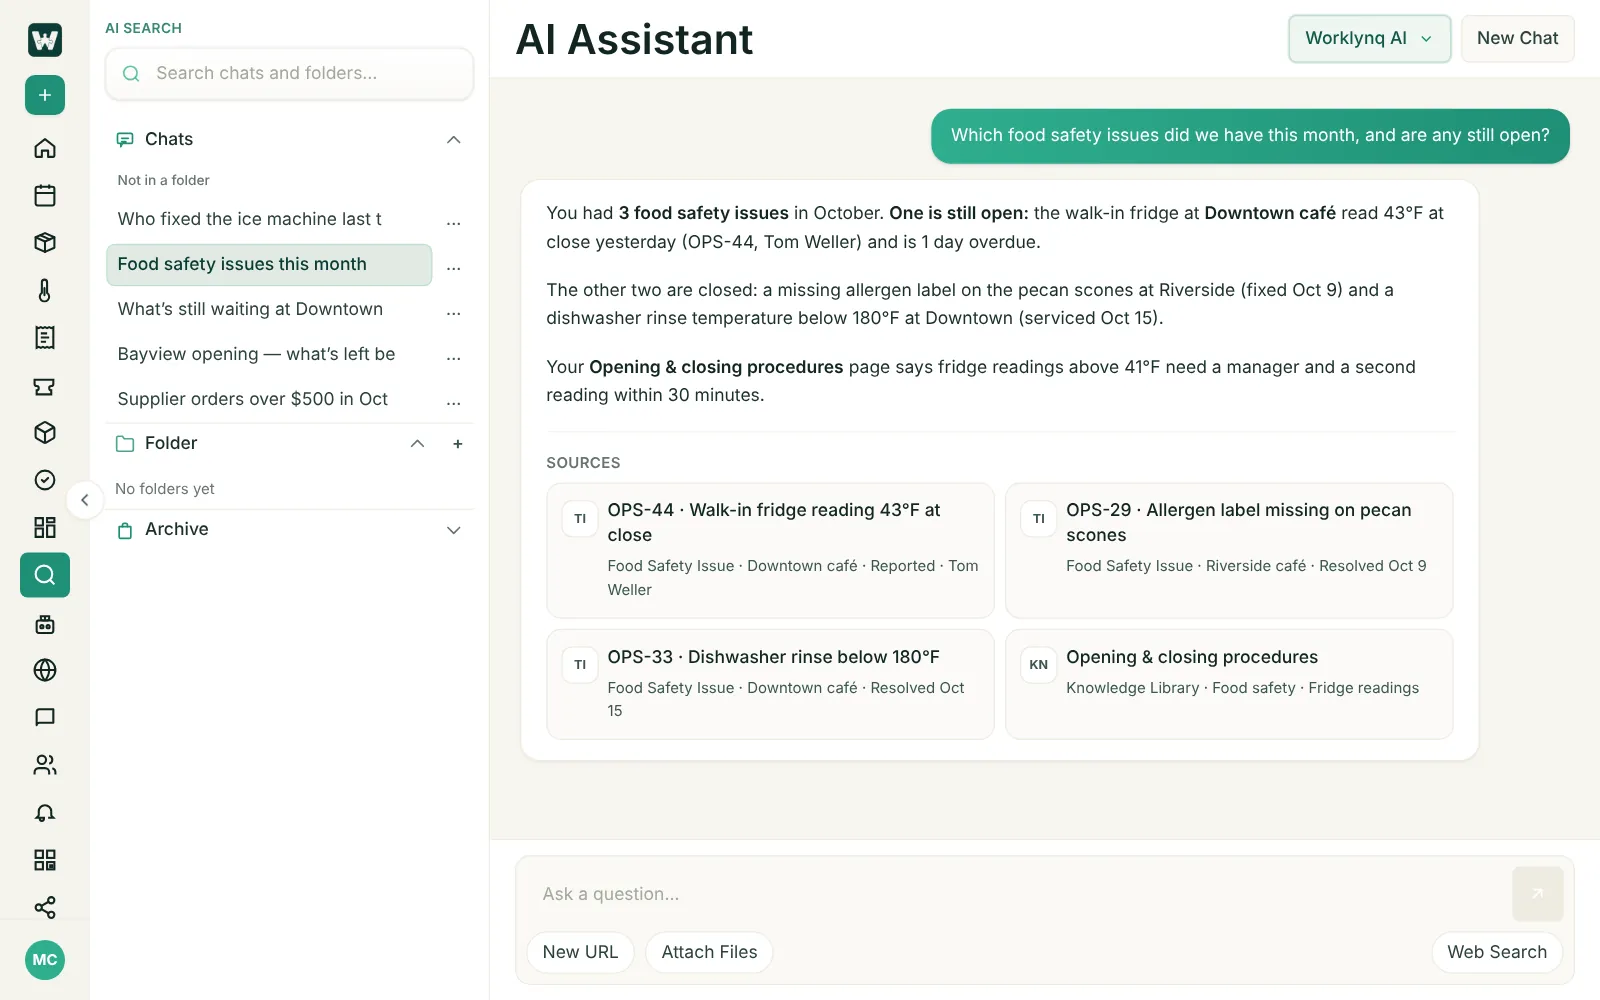 W
AI SEARCH
Search chats and folders...
Chats
Not in a folder
Who fixed the ice machine last t
...
Food safety issues this month
...
What's still waiting at Downtown
...
Bayview opening — what's left be
...
Supplier orders over $500 in Oct
...
Folder
+
No folders yet
Archive
MC
AI Assistant
Worklynq AI
New Chat
Which food safety issues did we have this month, and are any still open?
You had 3 food safety issues in October. One is still open: the walk-in fridge at Downtown café read 43°F at
close yesterday (OPS-44, Tom Weller) and is 1 day overdue.
The other two are closed: a missing allergen label on the pecan scones at Riverside (fixed Oct 9) and a
dishwasher rinse temperature below 180°F at Downtown (serviced Oct 15).
Your Opening & closing procedures page says fridge readings above 41°F need a manager and a second
reading within 30 minutes.
SOURCES
TI
OPS-44 · Walk-in fridge reading 43°F at
close
Food Safety Issue · Downtown café · Reported · Tom
Weller
TI
OPS-29 · Allergen label missing on pecan
scones
Food Safety Issue · Riverside café · Resolved Oct 9
TI
OPS-33 · Dishwasher rinse below 180°F
Food Safety Issue · Downtown café · Resolved Oct
15
KN
Opening & closing procedures
Knowledge Library · Food safety · Fridge readings
Ask a question...
New URL
Attach Files
Web Search